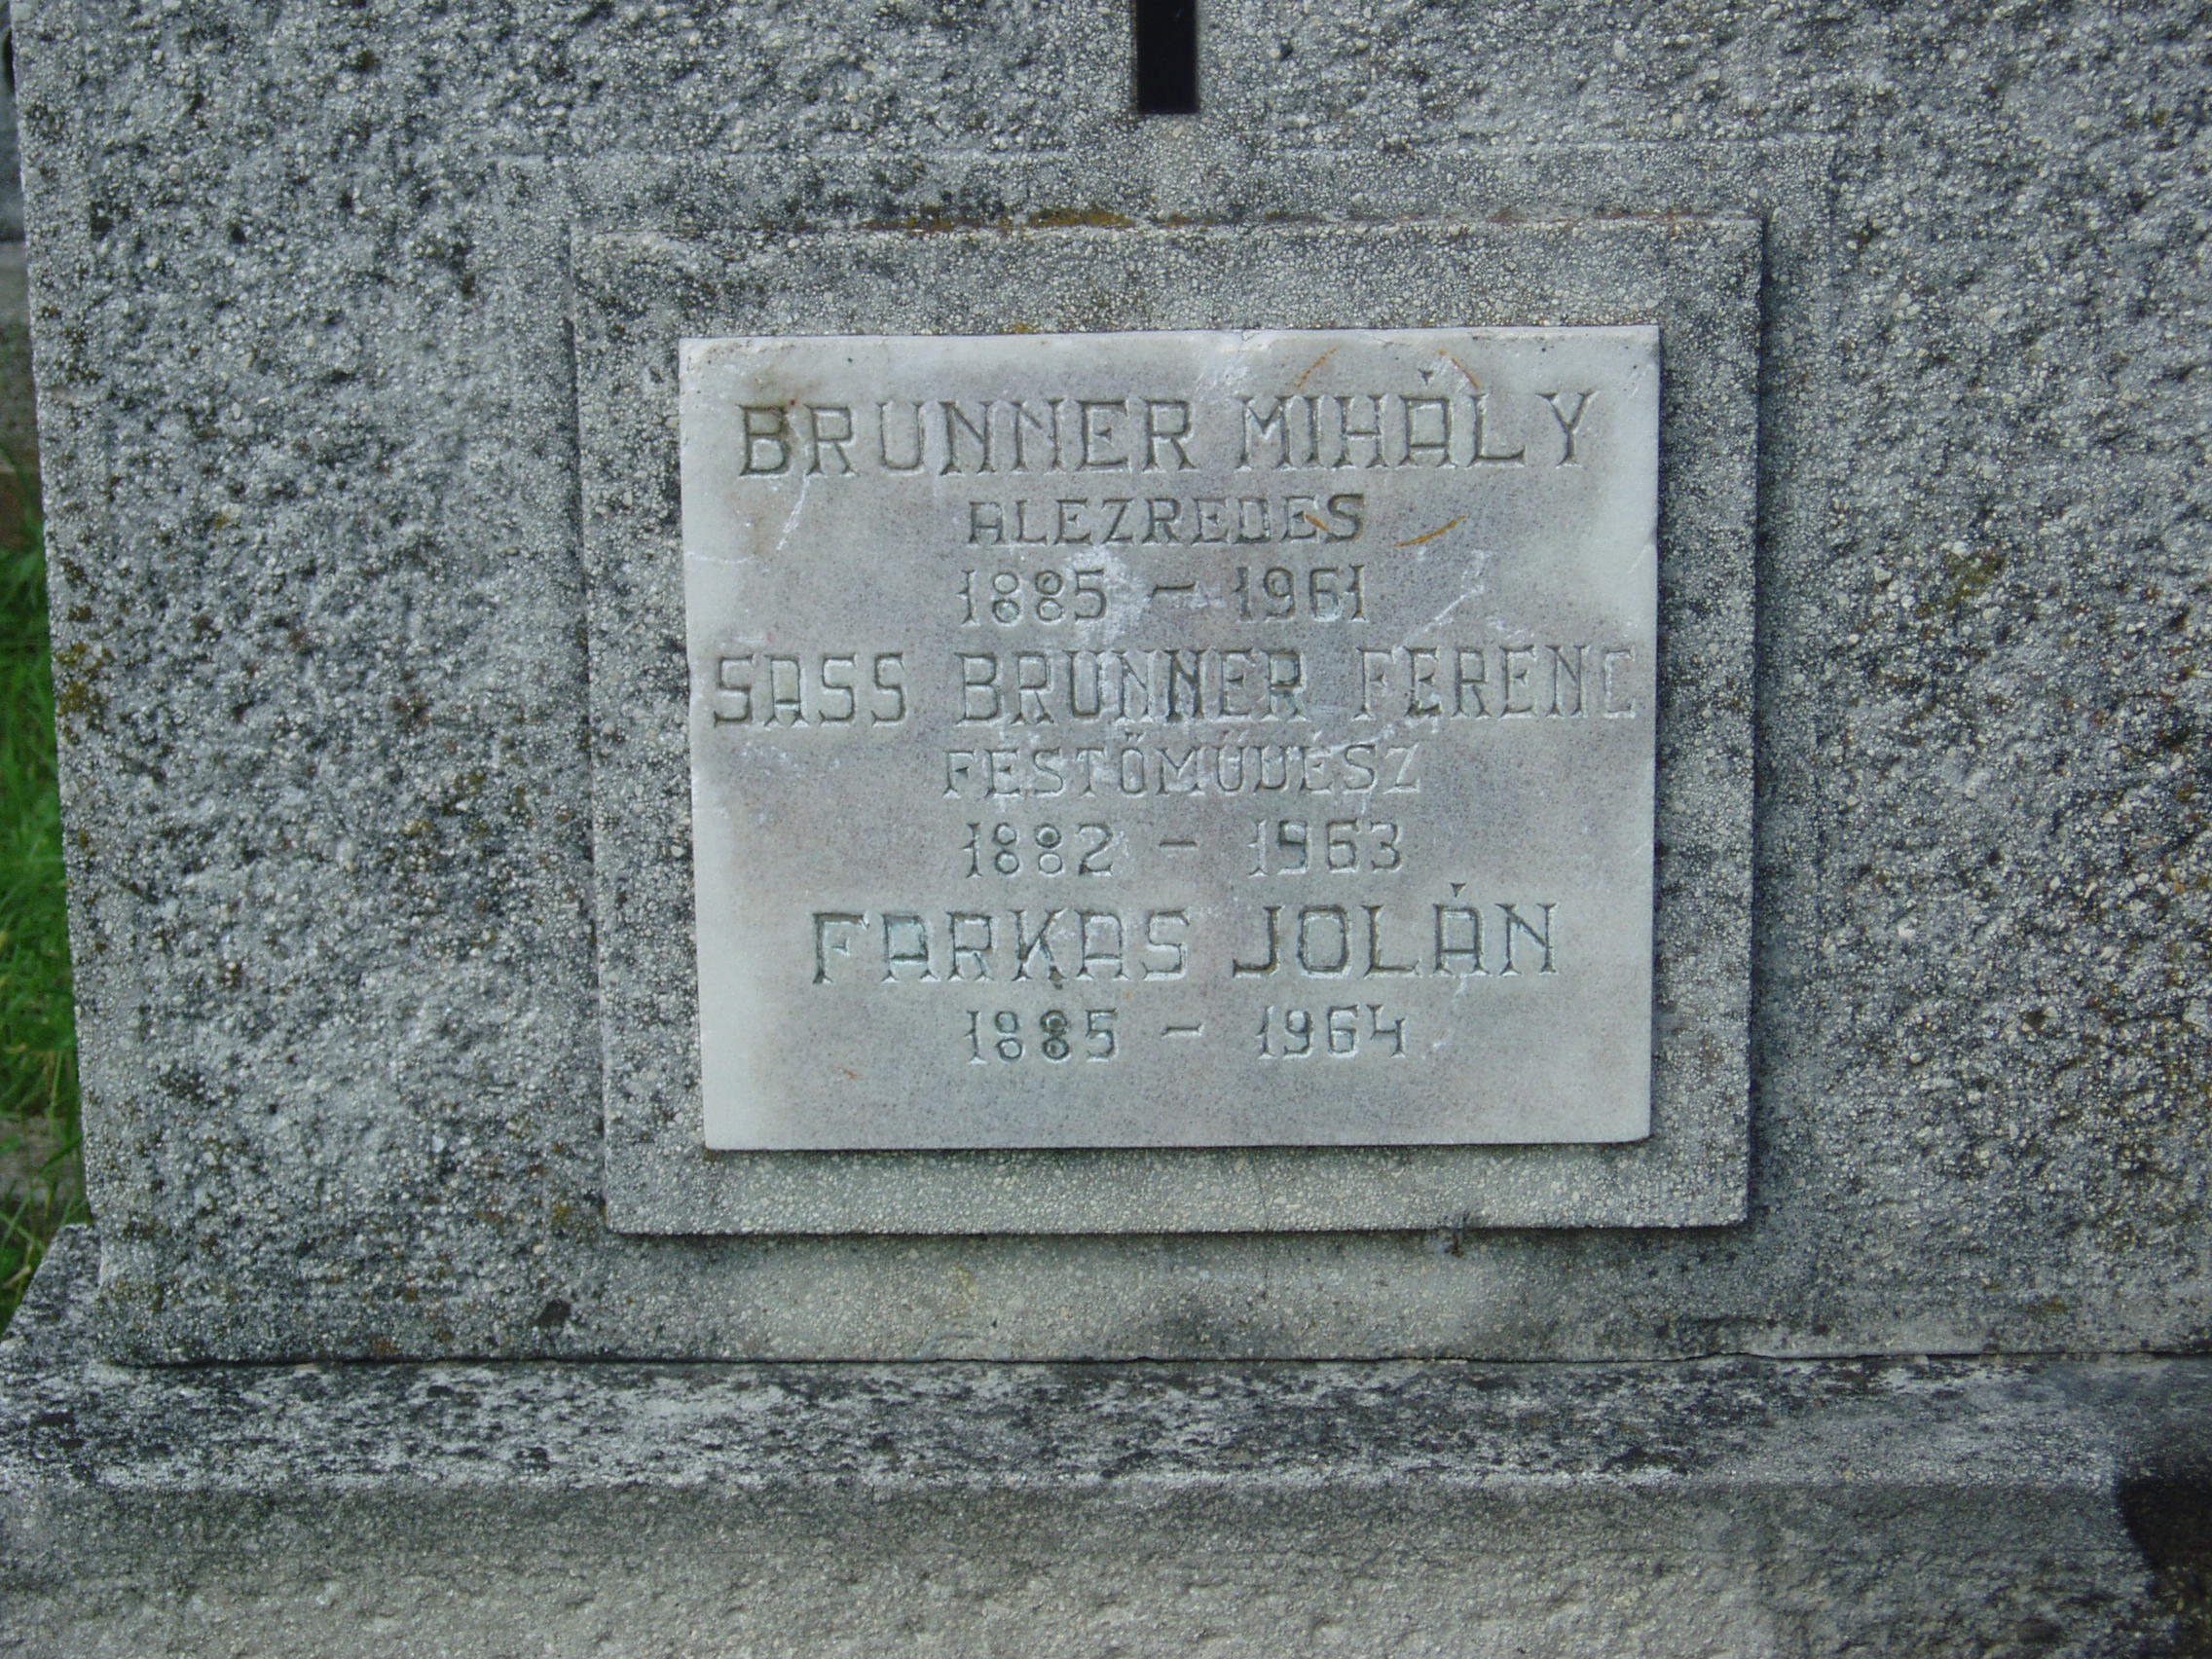 BRUNNER MIHÁLY
ALEZREDES
1885 - 1961
SASS BRUNNER FERENC
FESTŐMŰVÉSZ
1882 - 1963
FARKAS JOLÁN
1885 - 1964